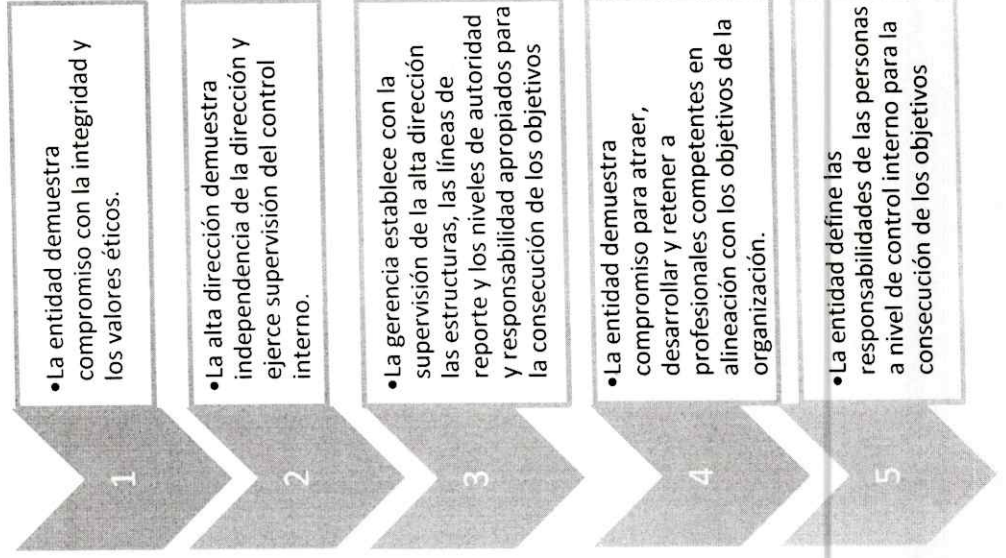 1
•La entidad demuestra
compromiso con la integridad y
los valores éticos.
2
•La alta dirección demuestra
independencia de la dirección y
ejerce supervisión del control
interno.
3
•La gerencia establece con la
supervisión de la alta dirección
las estructuras, las líneas de
reporte y los niveles de autoridad
y responsabilidad apropiados para
la consecución de los objetivos
4
•La entidad demuestra
compromiso para atraer,
desarrollar y retener a
profesionales competentes en
alineación con los objetivos de la
organización.
5
•La entidad define las
responsabilidades de las personas
a nivel de control interno para la
consecución de los objetivos